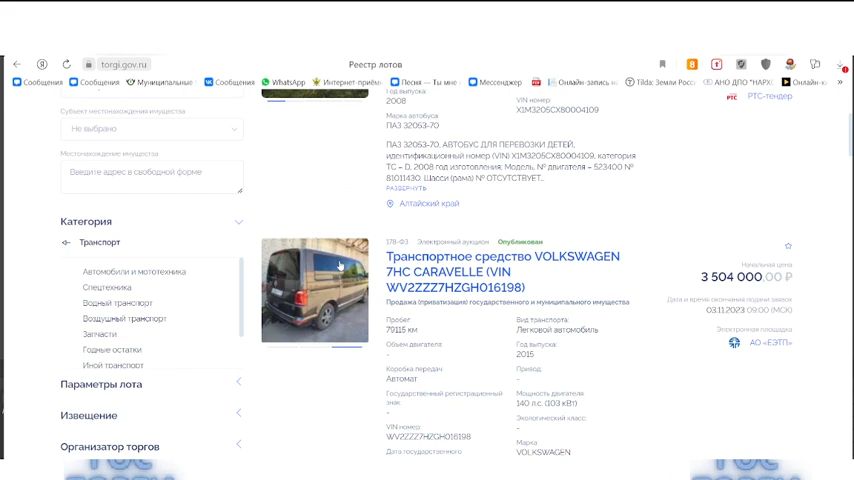 torgi.gov.ru
Реестр лотов
8
1
Сообщения
Сообщения
Муниципальные
Сообщения
WhatsApp
Интернет-приём
Песня — Ты мне
Мессенджер
Онлайн-запись н
Tilda: Земли Росс
АНО ДПО "НАРХ
Онлайн-к
»
Субъект местонахождения имущества
Не выбрано
Местонахождение имущества
Введите адрес в свободной форме
Категория
Транспорт
Автомобили и мототехника
Спецтехника
Водный транспорт
Воздушный транспорт
Запчасти
Годные остатки
Иной транспорт
Параметры лота
Извещение
Организатор торгов
Год выпуска
2008
VIN номер:
X1M3205CX80004109
Марка автобуса
ПАЗ 32053-70
ПАЗ 32053-70, АВТОБУС ДЛЯ ПЕРЕВОЗКИ ДЕТЕЙ,
идентификационный номер (VIN) X1M3205CX80004109, категория
ТС – D, 2008 год изготовления, Модель, № двигателя – 523400 №
81011430, Шасси (рама) № ОТСУТСТВУЕТ...
РАЗВЕРНУТЬ
Алтайский край
РТС-тендер
178-ФЗ Электронный аукцион Опубликован
Транспортное средство VOLKSWAGEN
7HC CARAVELLE (VIN
WV2ZZZ7HZGH016198)
Продажа (приватизация) государственного и муниципального имущества
Пробег:
79115 км
Вид транспорта:
Легковой автомобиль
Объем двигателя:
-
Год выпуска:
2015
Коробка передач:
Автомат
Привод:
-
Государственный регистрационный
знак
-
Мощность двигателя
140 л.с. (103 кВт)
Экологический класс:
-
VIN номер:
WV2ZZZ7HZGH016198
Марка
VOLKSWAGEN
Дата государственного
Начальная цена
3 504 000,00 ₽
Дата и время окончания подачи заявок
03.11.2023 09:00 (МСК)
Электронная площадка
АО «ЕЭТП»